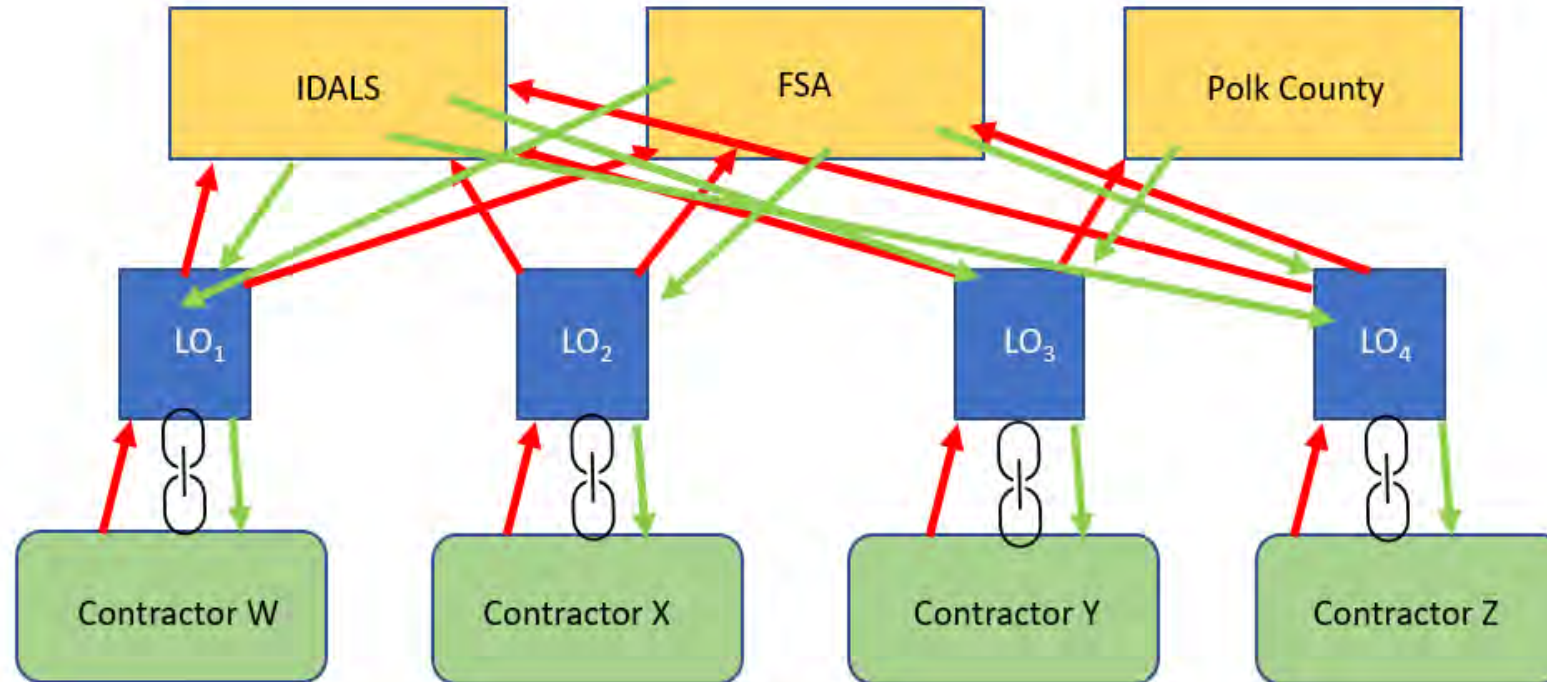 IDALS
FSA
Polk County
LO₁
LO₂
LO₃
LO₄
Contractor W
Contractor X
Contractor Y
Contractor Z